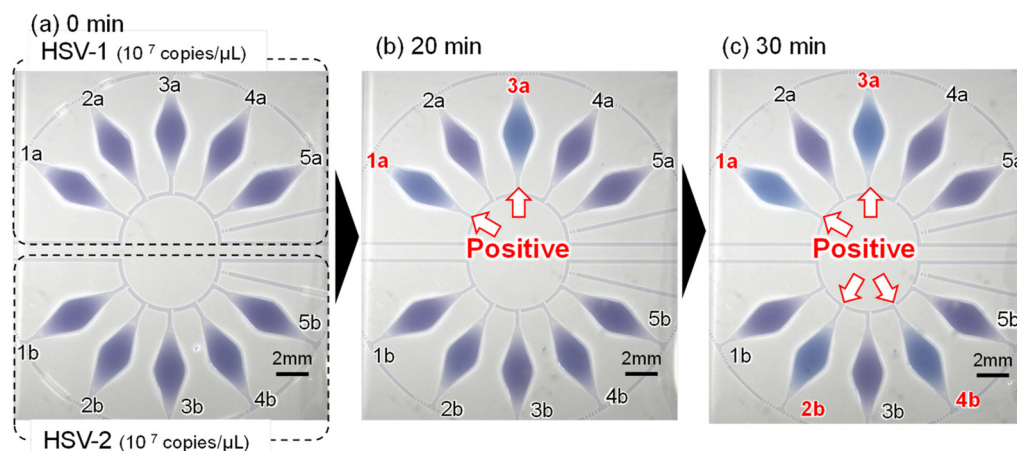 (a) 0 min
HSV-1 (10 ⁷ copies/µL)
1a
2a
3a
4a
5a
1b
2b
3b
4b
5b
2mm
HSV-2 (10 ⁷ copies/µL)
(b) 20 min
1a
2a
3a
4a
5a
Positive
1b
2b
3b
4b
5b
2mm
(c) 30 min
1a
2a
3a
4a
5a
Positive
1b
2b
3b
4b
5b
2mm